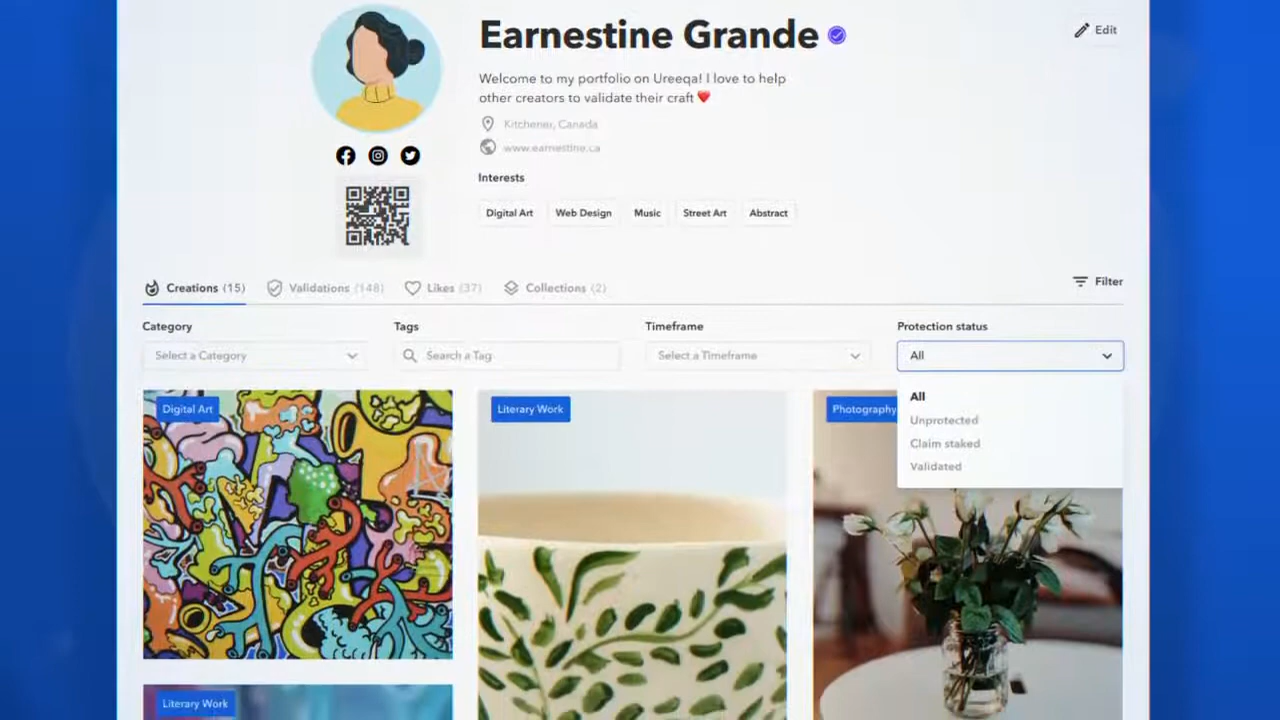 Earnestine Grande
Edit
Welcome to my portfolio on Ureeqa! I love to help
other creators to validate their craft ❤️
Kitchener, Canada
www.earnestine.ca
Interests
Digital Art
Web Design
Music
Street Art
Abstract
Creations (15)
Validations (148)
Likes (37)
Collections (2)
Filter
Category
Tags
Timeframe
Protection status
Select a Category
Search a Tag
Select a Timeframe
All
All
Unprotected
Claim staked
Validated
Digital Art
Literary Work
Photography
Literary Work